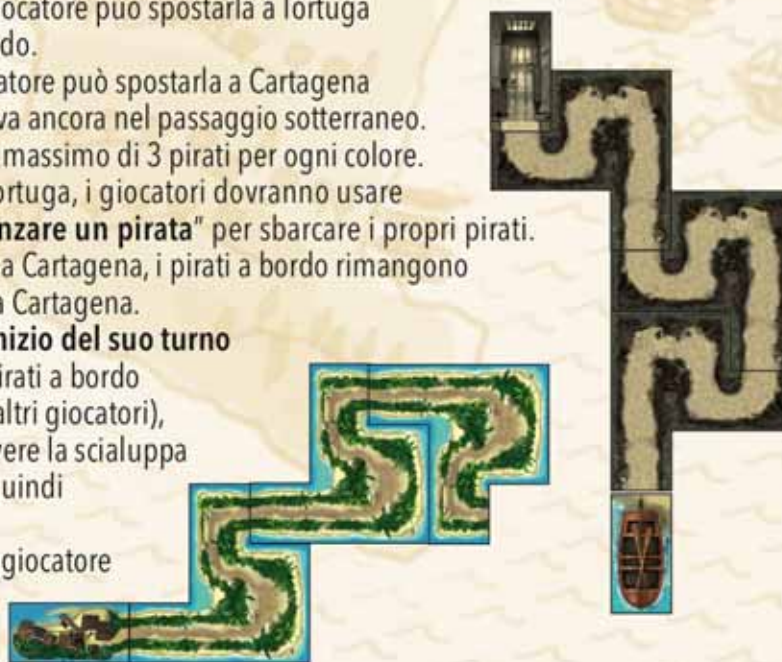 ocatore può spostarla a Tortuga
do.
atore può spostarla a Cartagena
va ancora nel passaggio sotterraneo.
massimo di 3 pirati per ogni colore.
ortuga, i giocatori dovranno usare
nzare un pirata” per sbarcare i propri pirati.
a Cartagena, i pirati a bordo rimangono
a Cartagena.
nizio del suo turno
irati a bordo
altri giocatori),
vere la scialuppa
uindi
giocatore